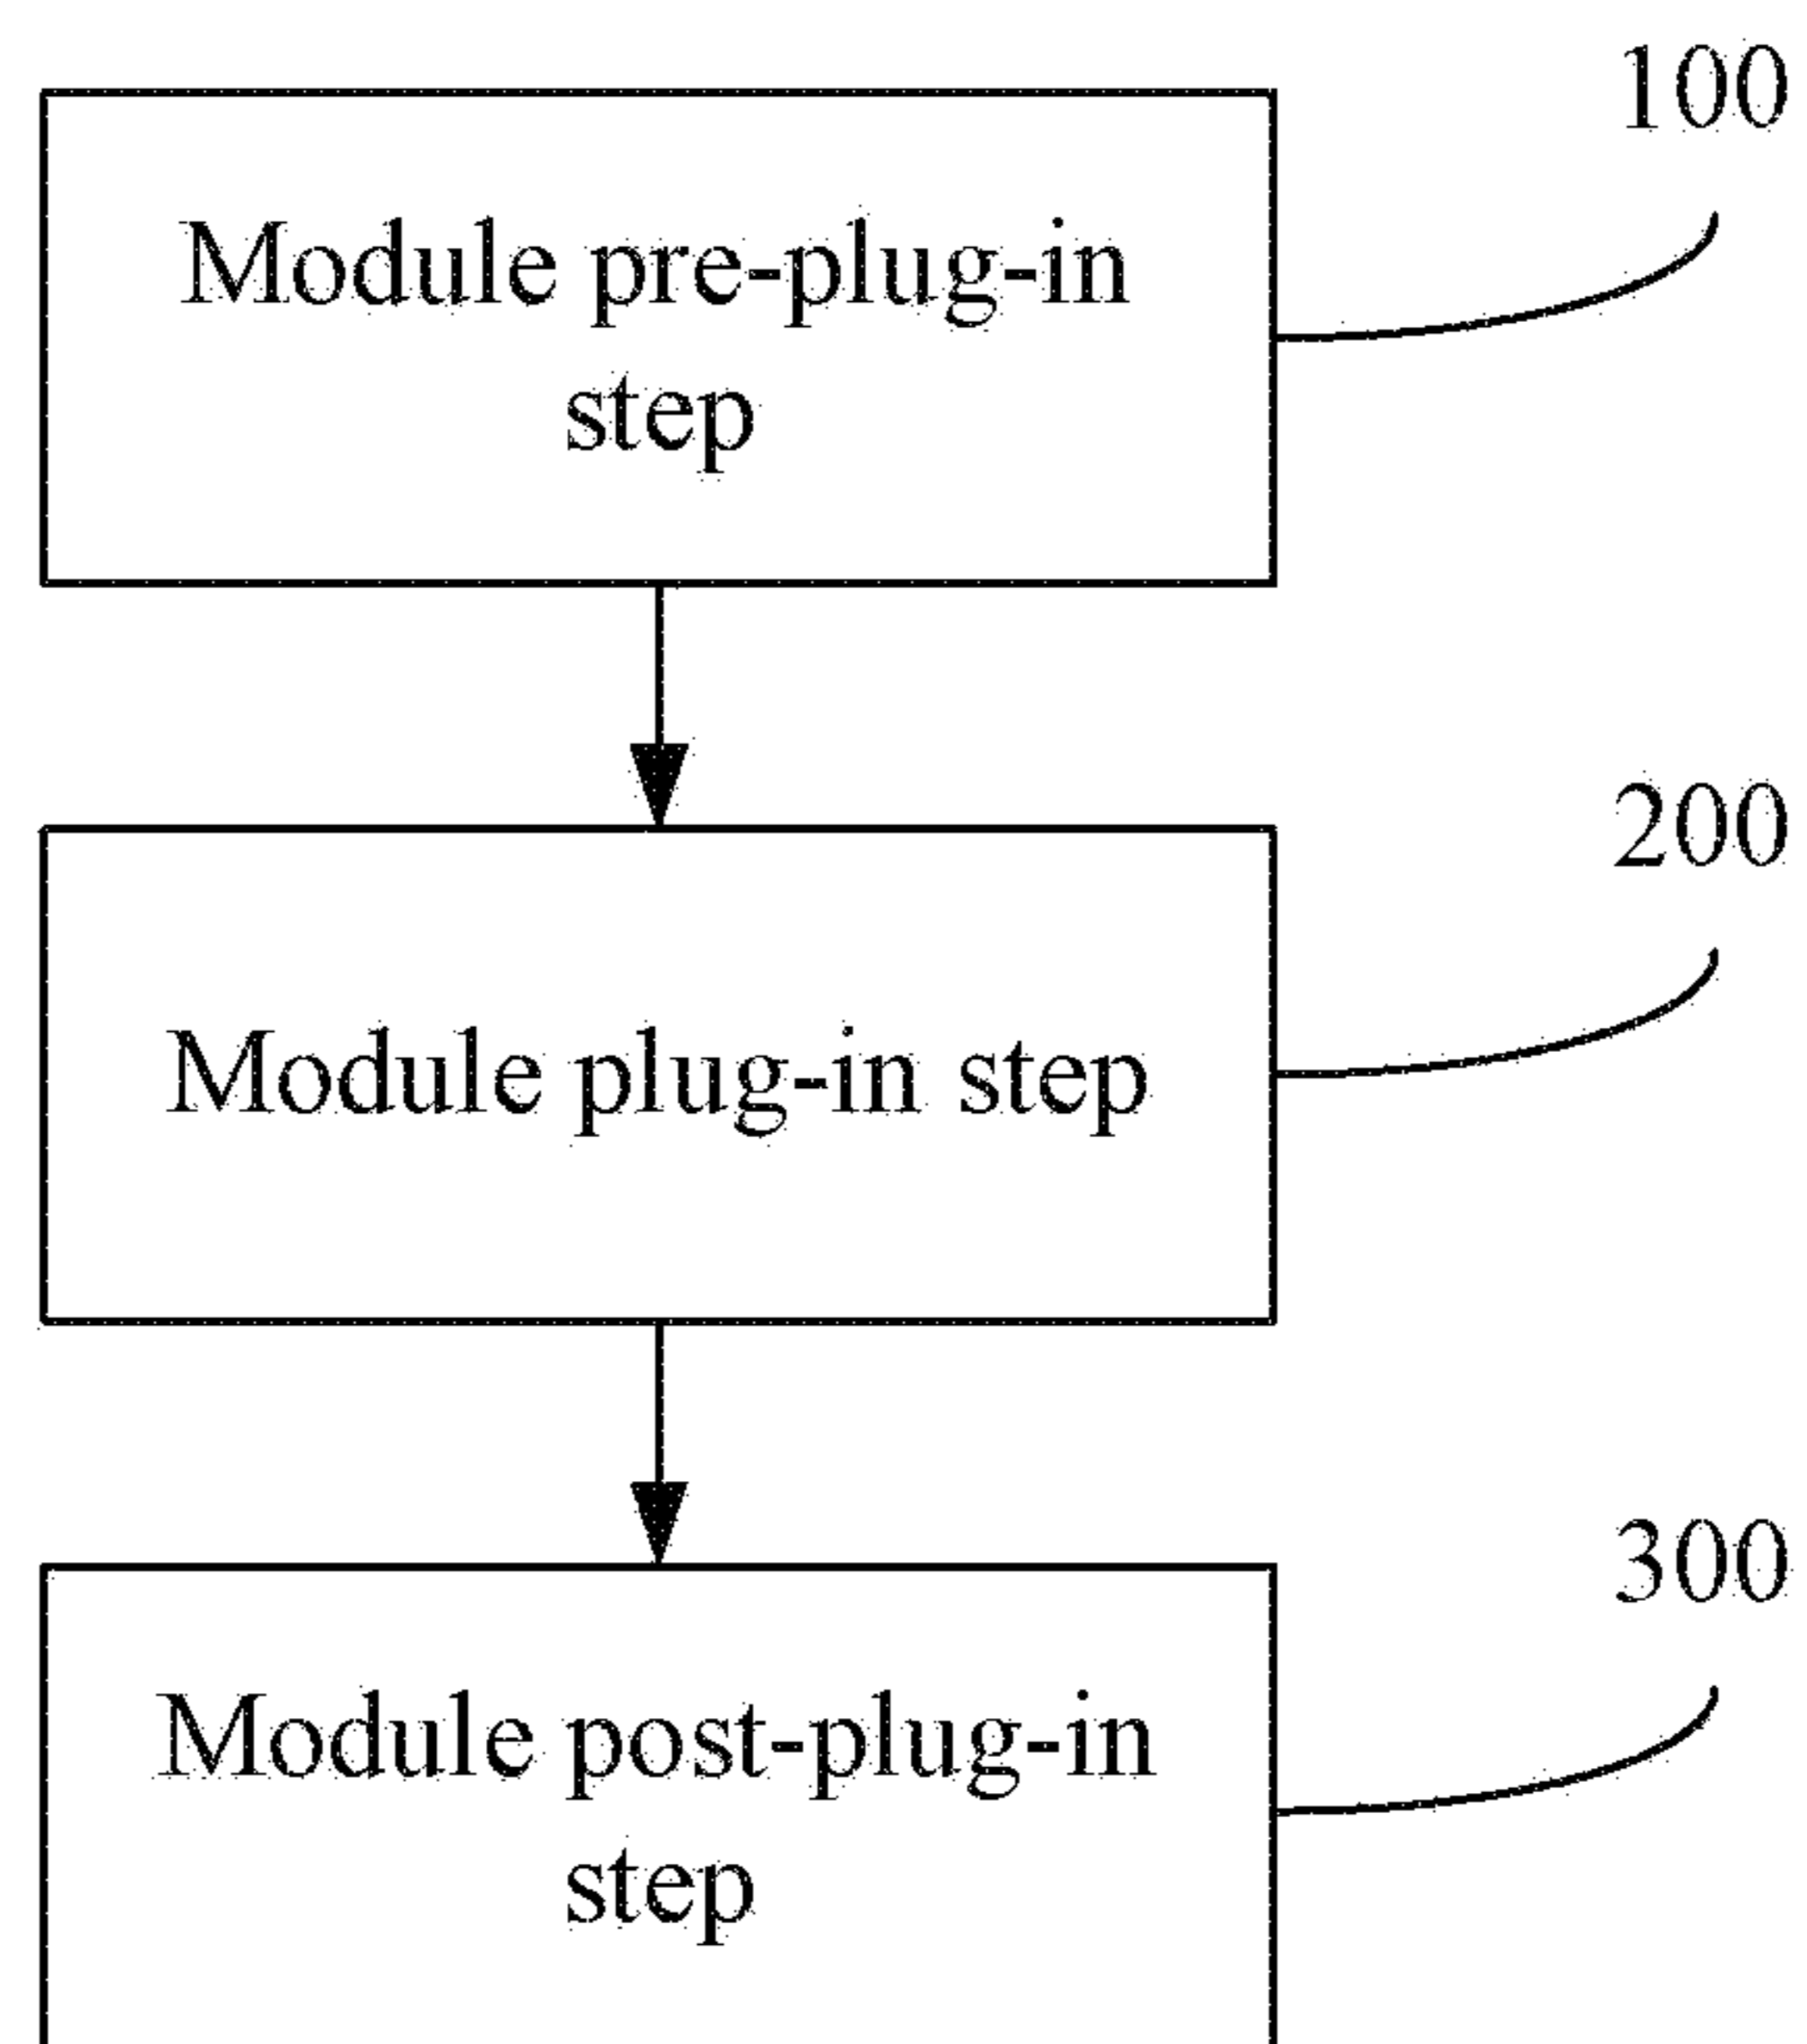 100
Module pre-plug-in
step
200
Module plug-in step
300
Module post-plug-in
step